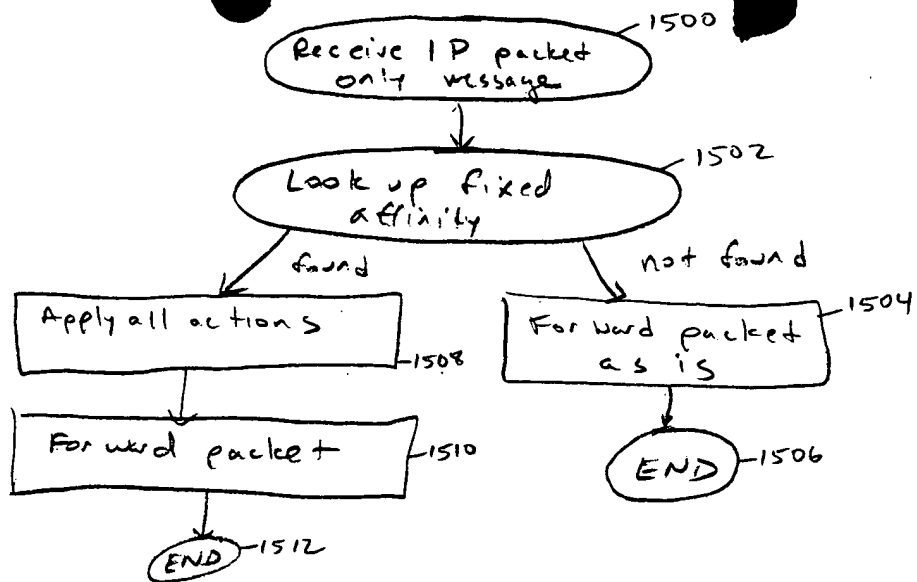 1500
Receive IP packet
only message
1502
Look up fixed
affinity
found
not found
Apply all actions
1508
1504
Forward packet
as is
Forward packet
1510
END
1506
END
1512